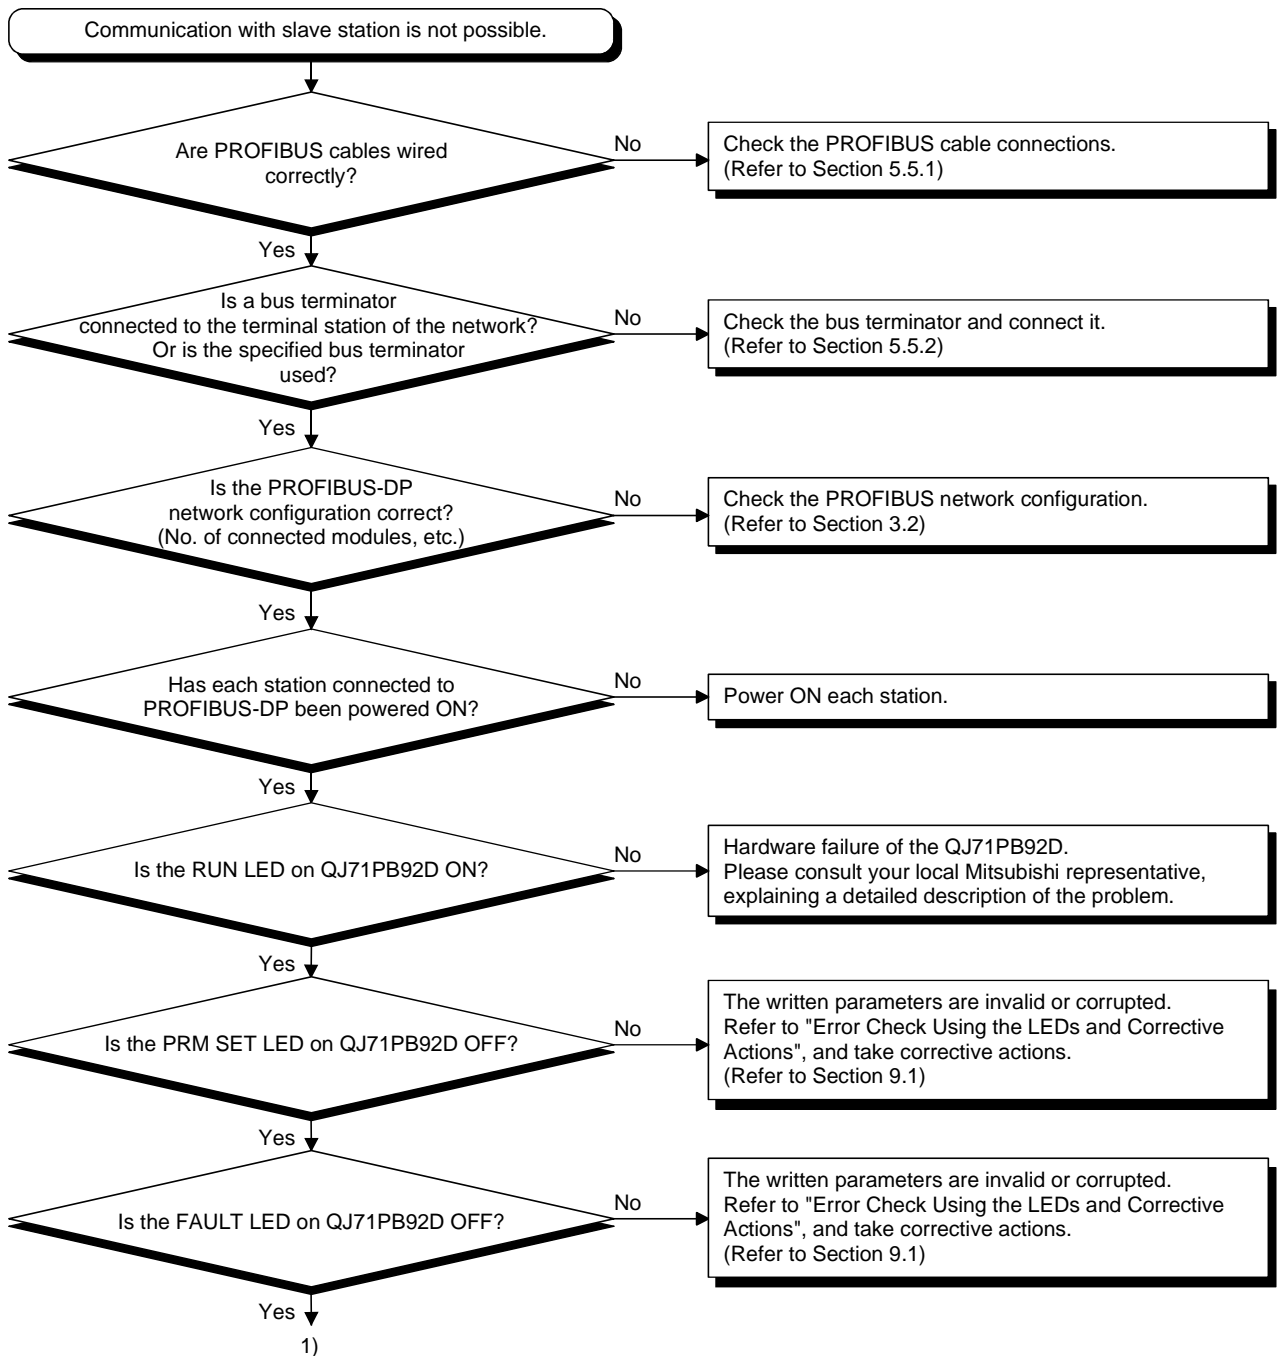 Communication with slave station is not possible.
Are PROFIBUS cables wired
correctly?
No
Check the PROFIBUS cable connections.
(Refer to Section 5.5.1)
Yes
Is a bus terminator
connected to the terminal station of the network?
Or is the specified bus terminator
used?
No
Check the bus terminator and connect it.
(Refer to Section 5.5.2)
Yes
Is the PROFIBUS-DP
network configuration correct?
(No. of connected modules, etc.)
No
Check the PROFIBUS network configuration.
(Refer to Section 3.2)
Yes
Has each station connected to
PROFIBUS-DP been powered ON?
No
Power ON each station.
Yes
Is the RUN LED on QJ71PB92D ON?
No
Hardware failure of the QJ71PB92D.
Please consult your local Mitsubishi representative,
explaining a detailed description of the problem.
Yes
Is the PRM SET LED on QJ71PB92D OFF?
No
The written parameters are invalid or corrupted.
Refer to "Error Check Using the LEDs and Corrective
Actions", and take corrective actions.
(Refer to Section 9.1)
Yes
Is the FAULT LED on QJ71PB92D OFF?
No
The written parameters are invalid or corrupted.
Refer to "Error Check Using the LEDs and Corrective
Actions", and take corrective actions.
(Refer to Section 9.1)
Yes
1)